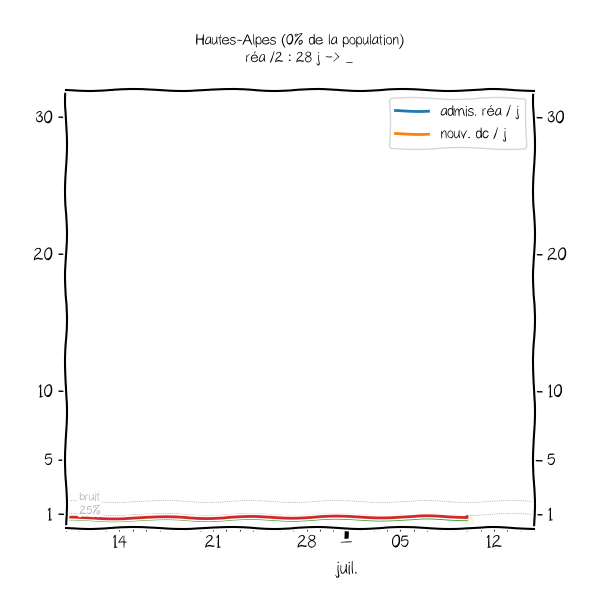 Hautes-Alpes (0% de la population)
réa /2 : 28 j -> _
admis. réa / j
nouv. dc / j
30
30
20
20
10
10
5
5
bruit
25%
1
1
14
21
28
05
12
juil.